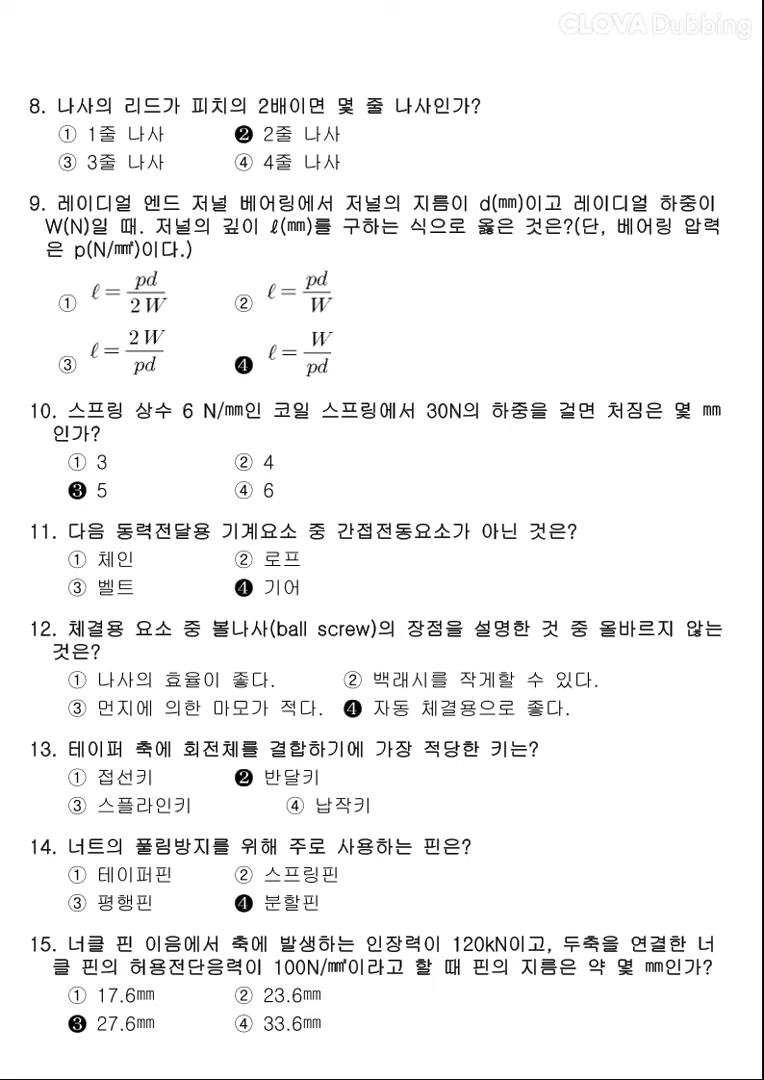 CLOVA Dubbing
8. 나사의 리드가 피치의 2배이면 몇 줄 나사인가?
① 1줄 나사 ❷ 2줄 나사
③ 3줄 나사 ④ 4줄 나사
9. 레이디얼 엔드 저널 베어링에서 저널의 지름이 d(㎜)이고 레이디얼 하중이
W(N)일 때. 저널의 깊이 ℓ(㎜)를 구하는 식으로 옳은 것은?(단, 베어링 압력
은 p(N/㎟)이다.)
① ℓ = pd / 2W ② ℓ = pd / W
③ ℓ = 2W / pd ❹ ℓ = W / pd
10. 스프링 상수 6 N/㎜인 코일 스프링에서 30N의 하중을 걸면 처짐은 몇 ㎜
인가?
① 3 ② 4
❸ 5 ④ 6
11. 다음 동력전달용 기계요소 중 간접전동요소가 아닌 것은?
① 체인 ② 로프
③ 벨트 ❹ 기어
12. 체결용 요소 중 볼나사(ball screw)의 장점을 설명한 것 중 올바르지 않는
것은?
① 나사의 효율이 좋다. ② 백래시를 작게할 수 있다.
③ 먼지에 의한 마모가 적다. ❹ 자동 체결용으로 좋다.
13. 테이퍼 축에 회전체를 결합하기에 가장 적당한 키는?
① 접선키 ❷ 반달키
③ 스플라인키 ④ 납작키
14. 너트의 풀림방지를 위해 주로 사용하는 핀은?
① 테이퍼핀 ② 스프링핀
③ 평행핀 ❹ 분할핀
15. 너클 핀 이음에서 축에 발생하는 인장력이 120kN이고, 두축을 연결한 너
클 핀의 허용전단응력이 100N/㎟이라고 할 때 핀의 지름은 약 몇 ㎜인가?
① 17.6㎜ ② 23.6㎜
❸ 27.6㎜ ④ 33.6㎜